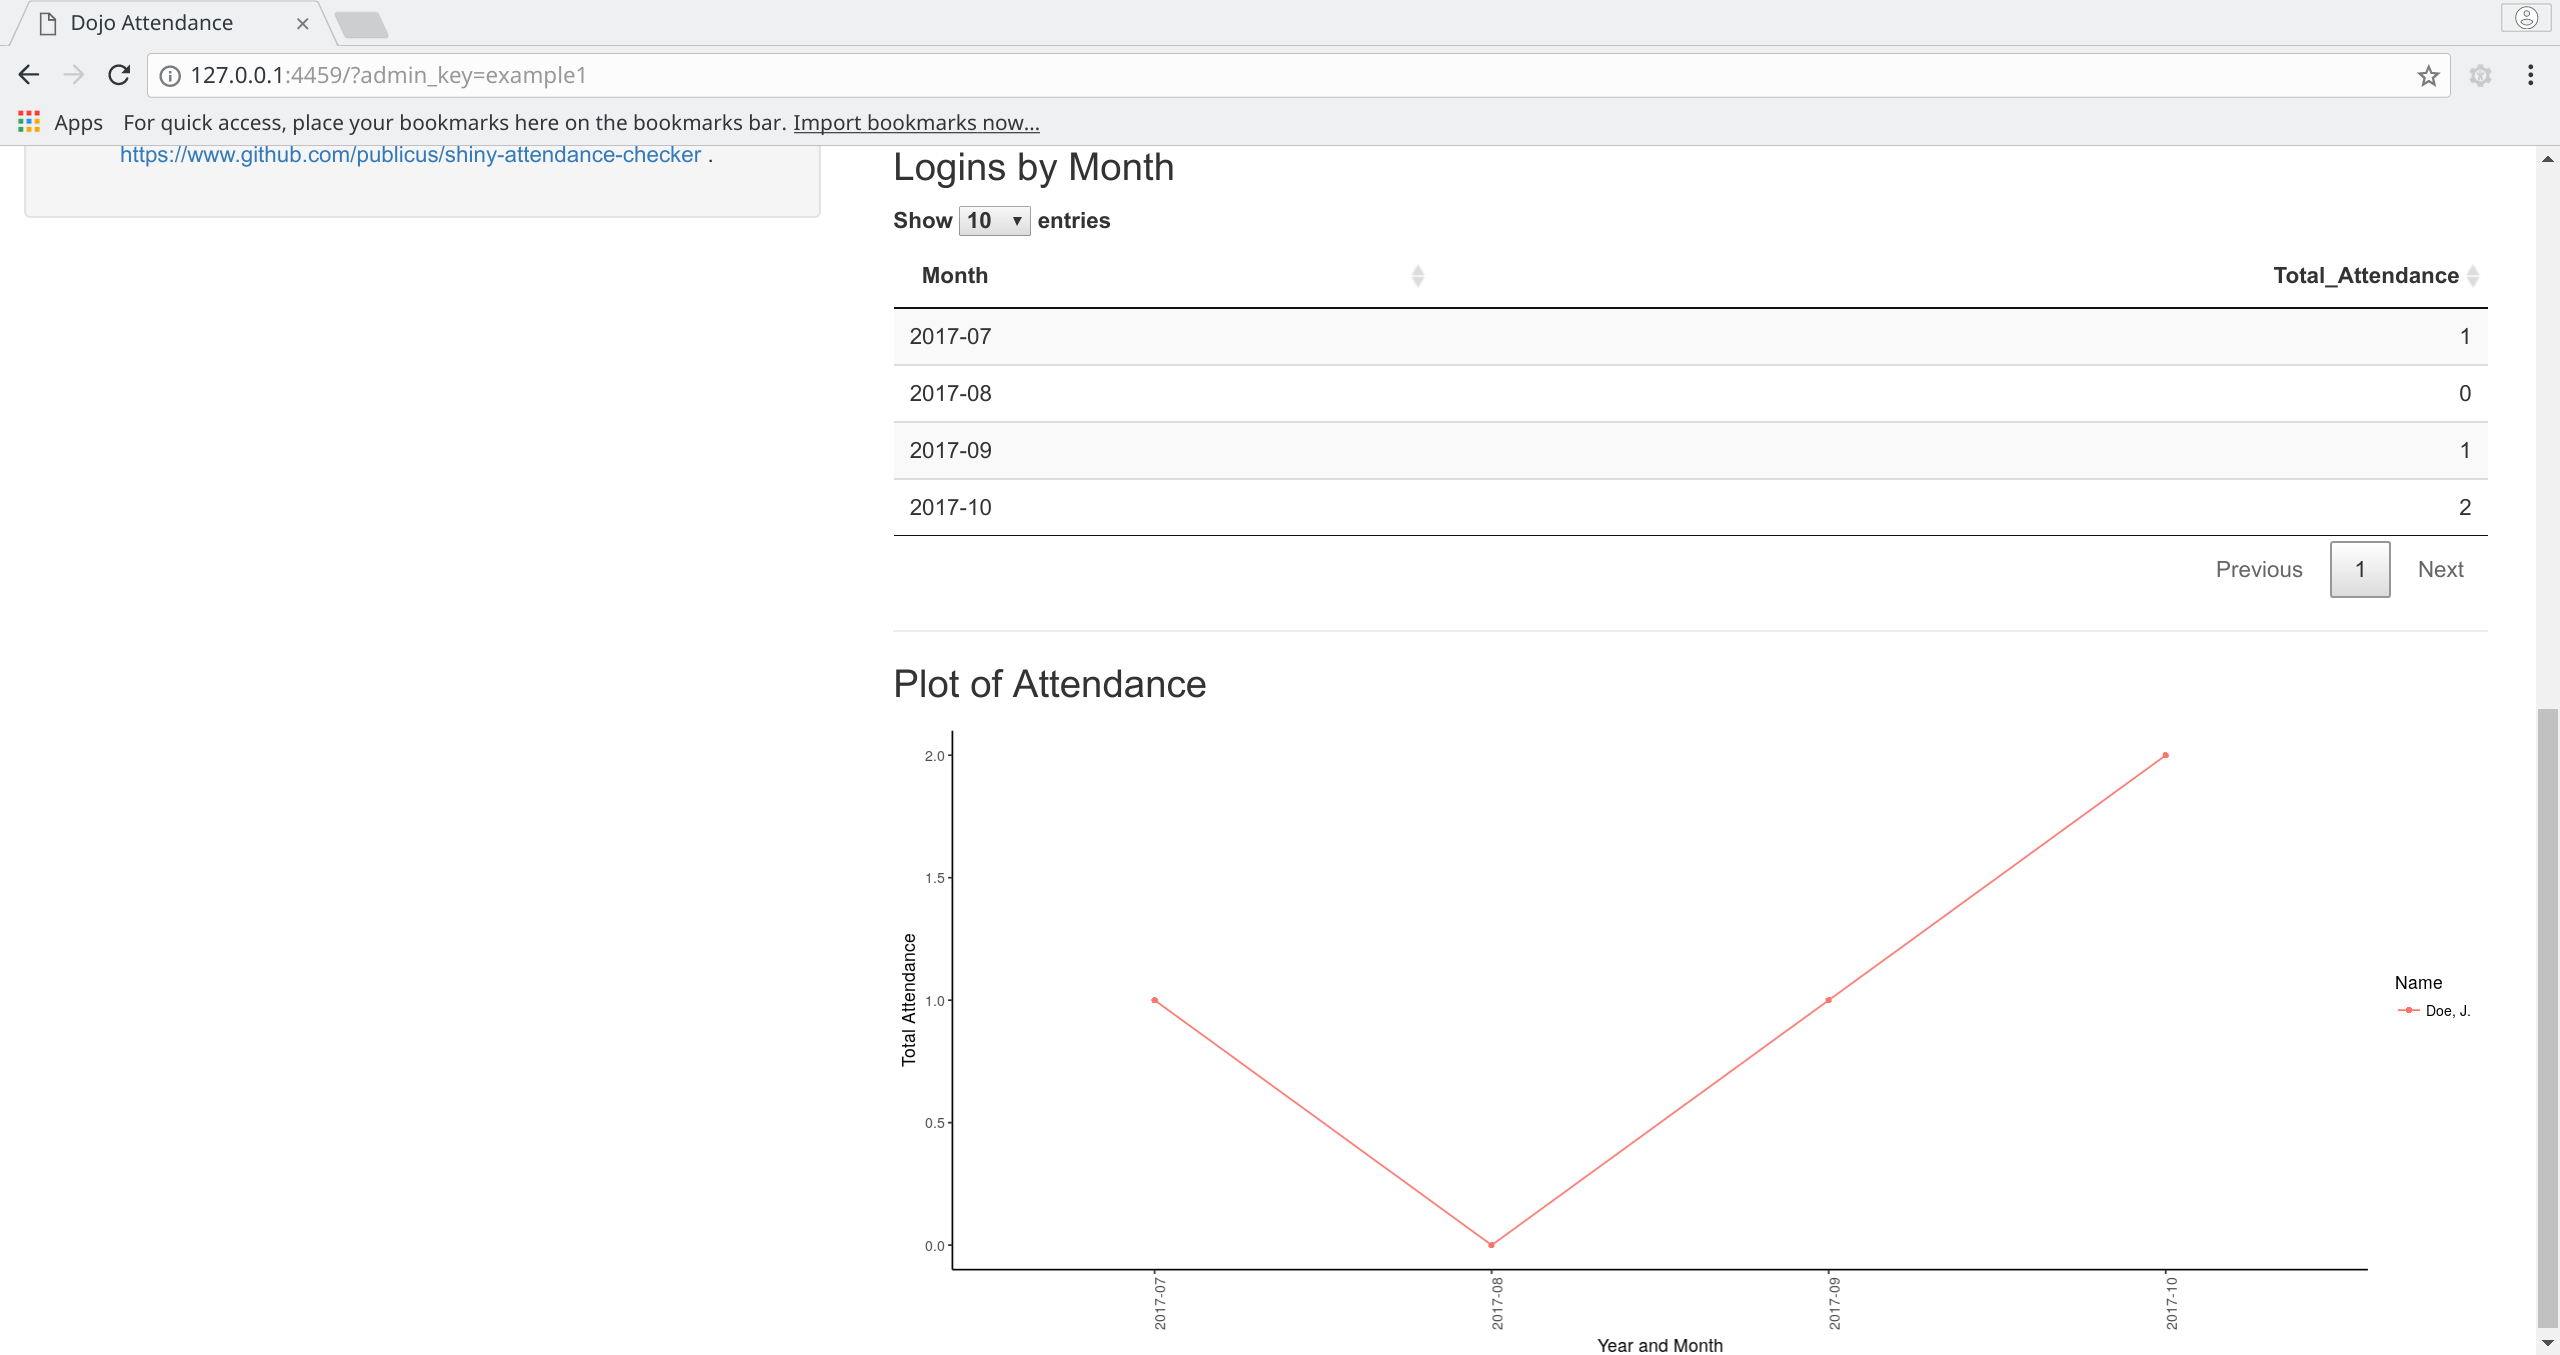 Dojo Attendance
127.0.0.1:4459/?admin_key=example1
Apps For quick access, place your bookmarks here on the bookmarks bar. Import bookmarks now...
https://www.github.com/publicus/shiny-attendance-checker .
Logins by Month
Show 10 entries
Month Total_Attendance
2017-07 1
2017-08 0
2017-09 1
2017-10 2
Previous 1 Next
Plot of Attendance
2.0
1.5
1.0
0.5
0.0
Total Attendance
Name
Doe, J.
2017-07 2017-08 2017-09 2017-10
Year and Month